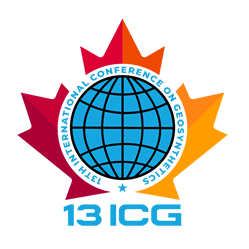 13TH INTERNATIONAL CONFERENCE ON GEOSYNTHETICS
13 ICG